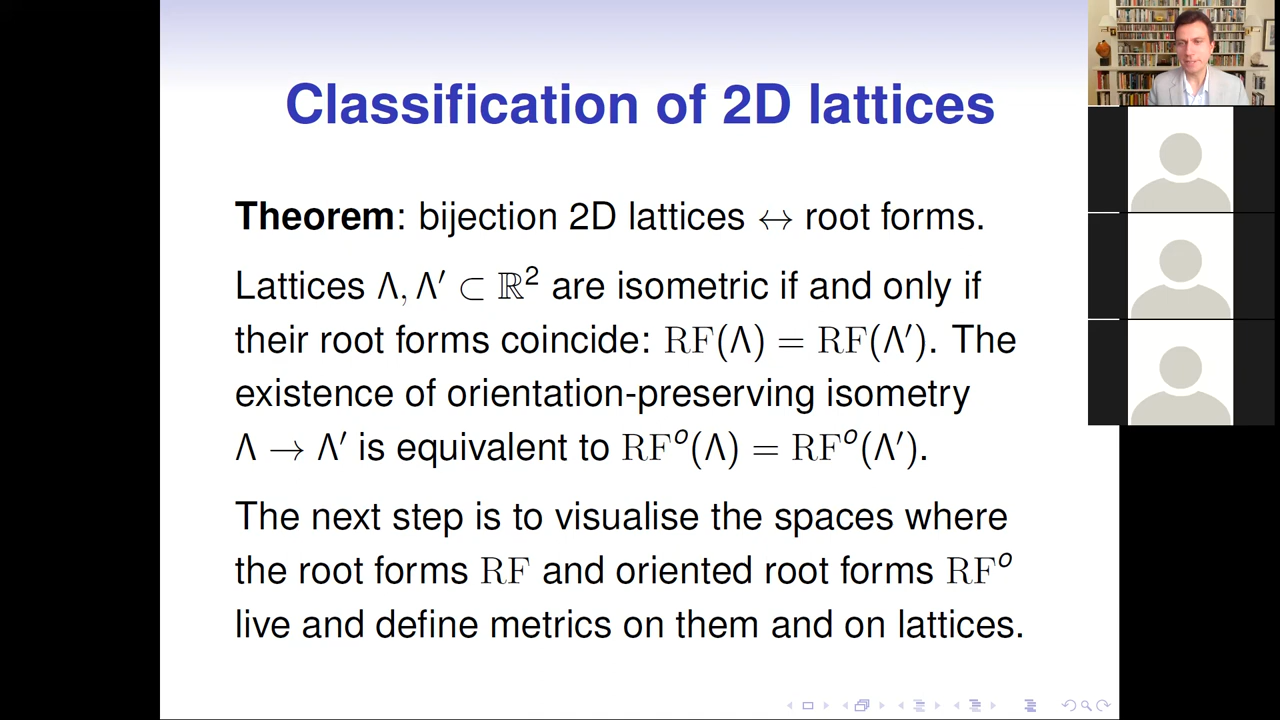 Classification of 2D lattices
Theorem: bijection 2D lattices ↔ root forms.
Lattices Λ, Λ′ ⊂ ℝ² are isometric if and only if
their root forms coincide: RF(Λ) = RF(Λ′). The
existence of orientation-preserving isometry
Λ → Λ′ is equivalent to RFᵒ(Λ) = RFᵒ(Λ′).
The next step is to visualise the spaces where
the root forms RF and oriented root forms RFᵒ
live and define metrics on them and on lattices.